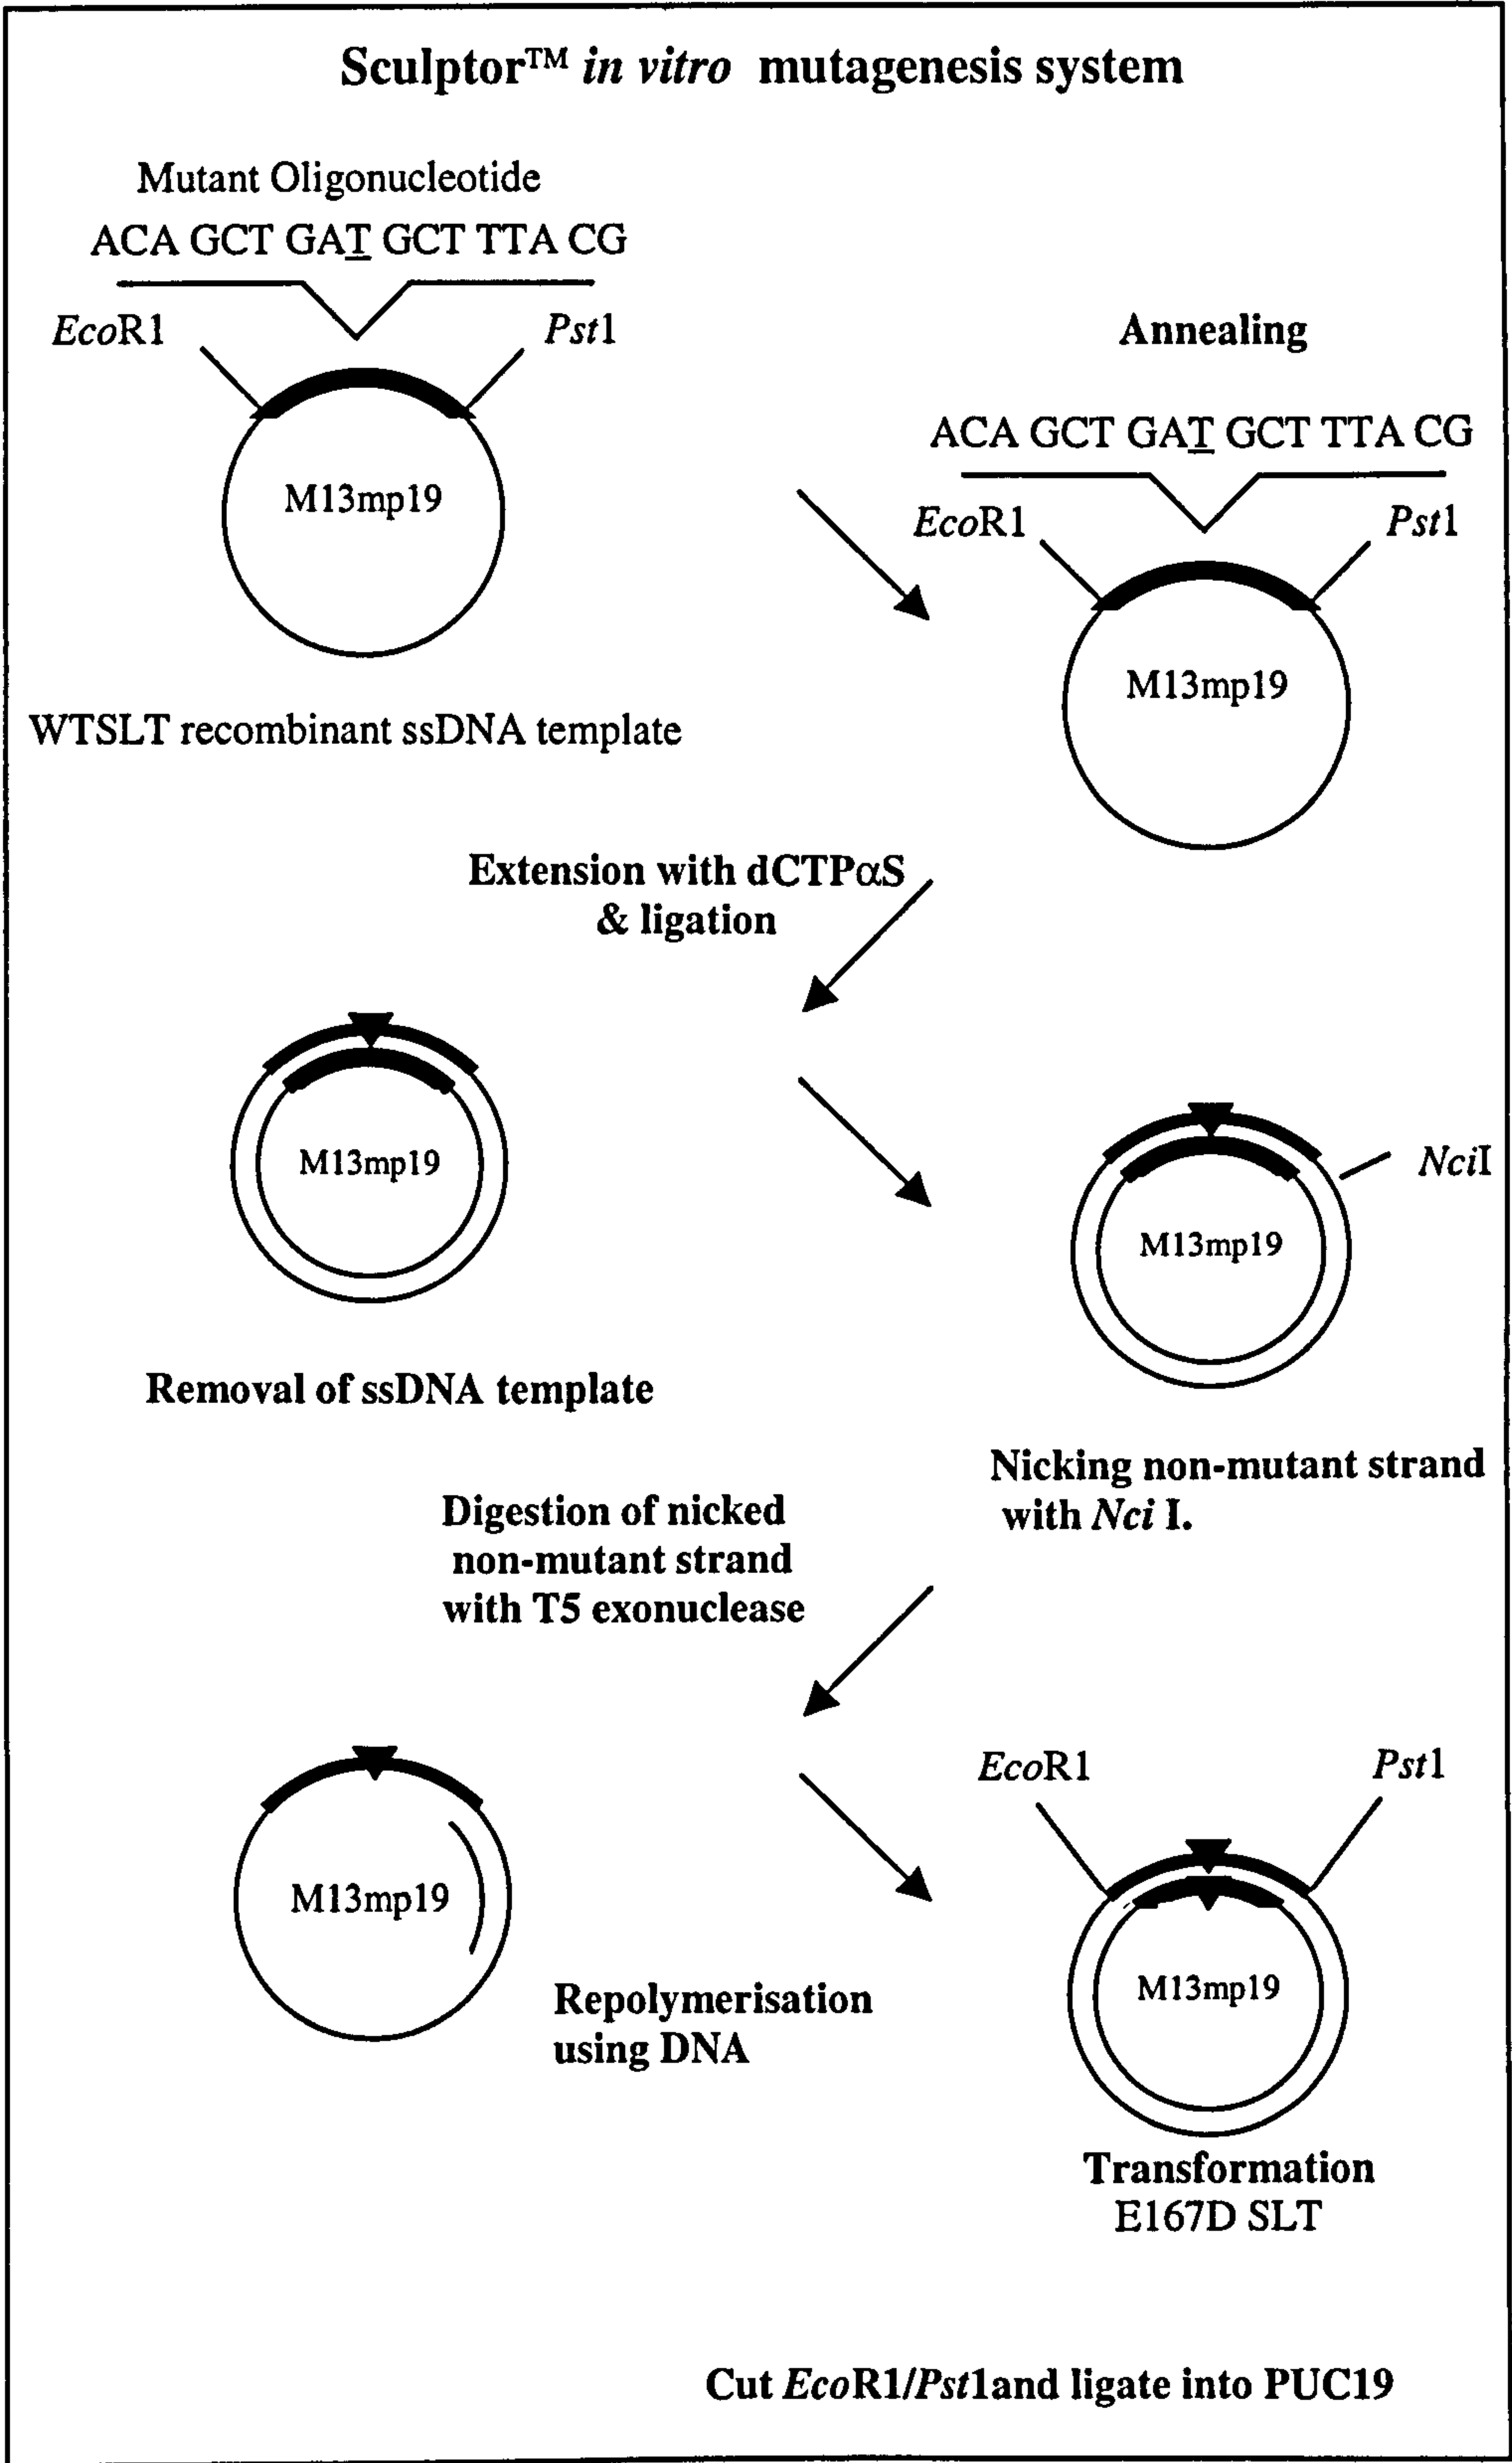 Sculptor™ in vitro mutagenesis system
Mutant Oligonucleotide
ACA GCT GAT GCT TTA CG
EcoR1
Pst1
M13mp19
WTSLT recombinant ssDNA template
Annealing
ACA GCT GAT GCT TTA CG
EcoR1
Pst1
M13mp19
Extension with dCTPαS
& ligation
M13mp19
Removal of ssDNA template
NciI
M13mp19
Nicking non-mutant strand
with Nci I.
Digestion of nicked
non-mutant strand
with T5 exonuclease
M13mp19
Repolymerisation
using DNA
EcoR1
Pst1
M13mp19
Transformation
E167D SLT
Cut EcoR1/Pst1and ligate into PUC19